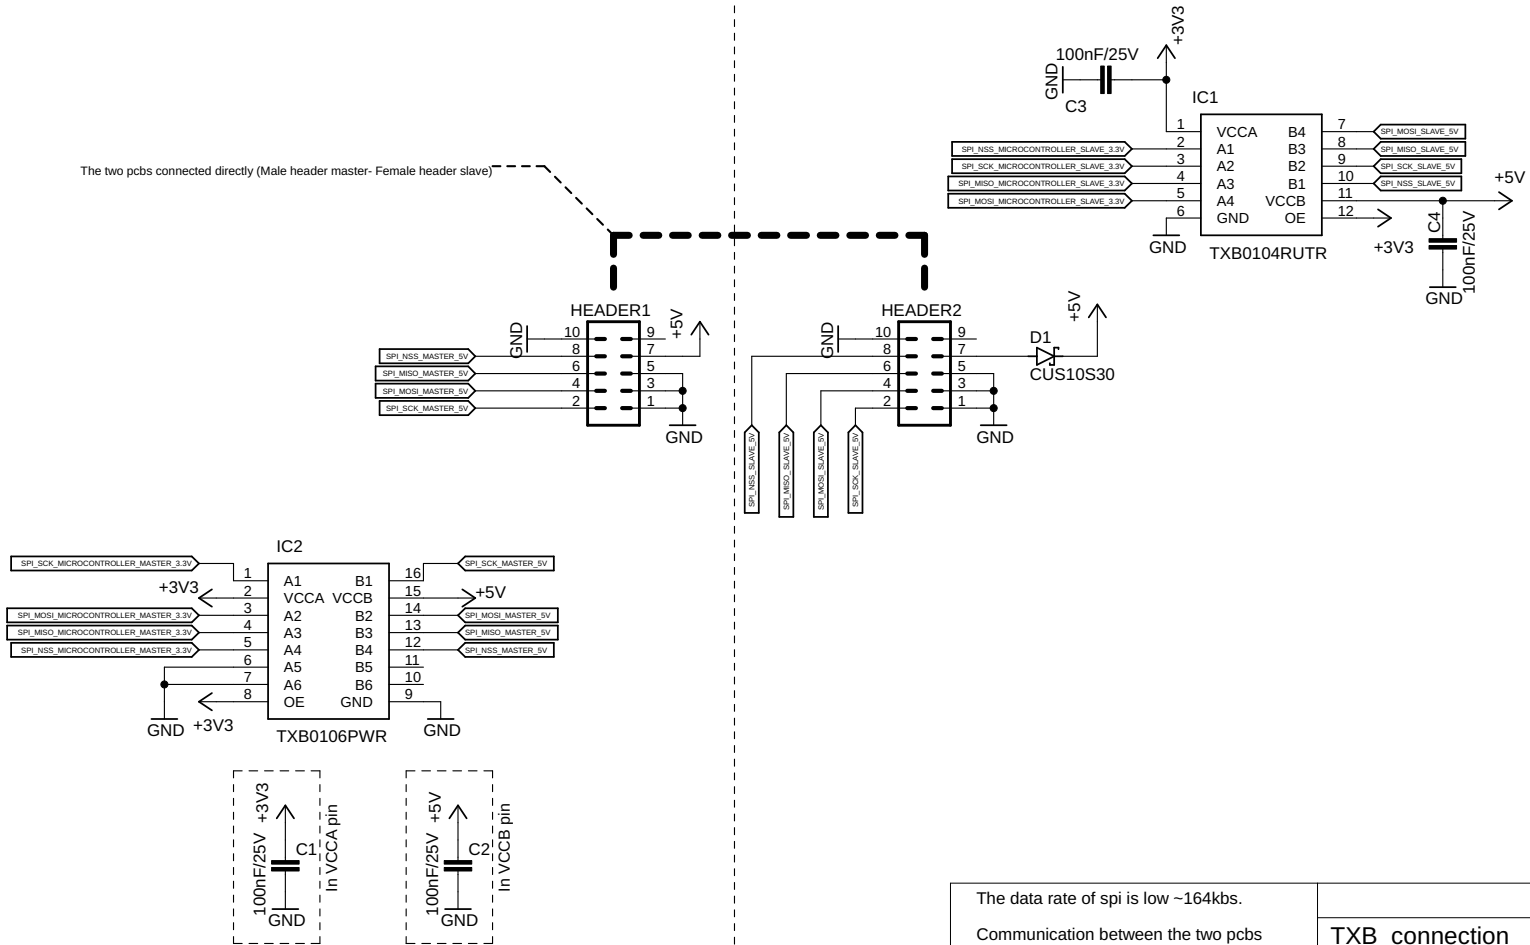 +3V3
100nF/25V
GND
C3
IC1
1 VCCA B4 7 SPI_MOSI_SLAVE_5V
SPI_NSS_MICROCONTROLLER_SLAVE_3.3V 2 A1 B3 8 SPI_MISO_SLAVE_5V
SPI_SCK_MICROCONTROLLER_SLAVE_3.3V 3 A2 B2 9 SPI_SCK_SLAVE_5V
SPI_MISO_MICROCONTROLLER_SLAVE_3.3V 4 A3 B1 10 SPI_NSS_SLAVE_5V
SPI_MOSI_MICROCONTROLLER_SLAVE_3.3V 5 A4 VCCB 11 +5V
6 GND OE 12
GND
+3V3
TXB0104RUTR
C4
100nF/25V
GND
The two pcbs connected directly (Male header master- Female header slave)
HEADER1
GND 10 9 +5V
SPI_NSS_MASTER_5V 8 7
SPI_MISO_MASTER_5V 6 5
SPI_MOSI_MASTER_5V 4 3
SPI_SCK_MASTER_5V 2 1
GND
HEADER2
GND 10 9
8 7
6 5
4 3
2 1
GND
D1
CUS10S30
+5V
SPI_NSS_SLAVE_5V
SPI_MISO_SLAVE_5V
SPI_MOSI_SLAVE_5V
SPI_SCK_SLAVE_5V
IC2
SPI_SCK_MICROCONTROLLER_MASTER_3.3V 1 A1 B1 16 SPI_SCK_MASTER_5V
+3V3 2 VCCA VCCB 15 +5V
SPI_MOSI_MICROCONTROLLER_MASTER_3.3V 3 A2 B2 14 SPI_MOSI_MASTER_5V
SPI_MISO_MICROCONTROLLER_MASTER_3.3V 4 A3 B3 13 SPI_MISO_MASTER_5V
SPI_NSS_MICROCONTROLLER_MASTER_3.3V 5 A4 B4 12 SPI_NSS_MASTER_5V
6 A5 B5 11
7 A6 B6 10
8 OE GND 9
GND +3V3
GND
TXB0106PWR
+3V3
100nF/25V
C1
GND
In VCCA pin
+5V
100nF/25V
C2
GND
In VCCB pin
The data rate of spi is low ~164kbs.
Communication between the two pcbs
TXB connection